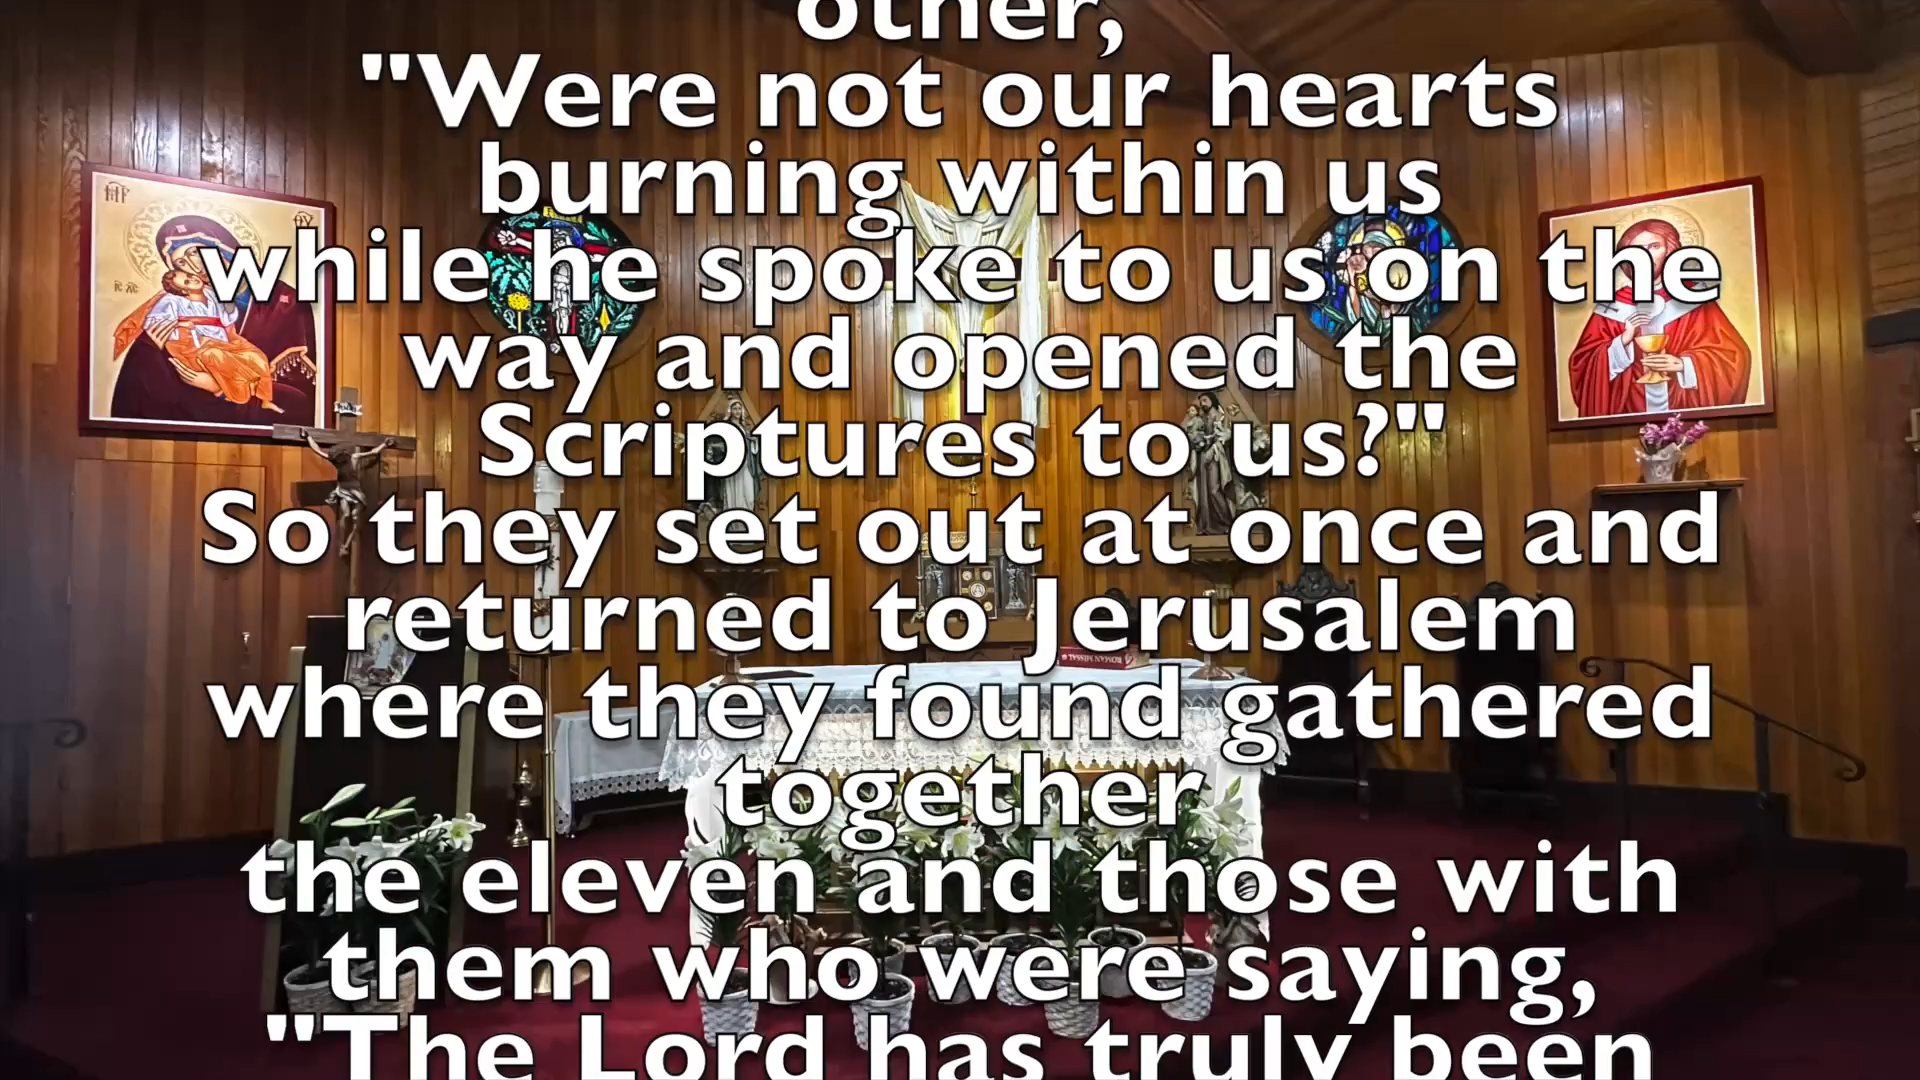 other,
"Were not our hearts
burning within us
while he spoke to us on the
way and opened the
Scriptures to us?"
So they set out at once and
returned to Jerusalem
where they found gathered
together
the eleven and those with
them who were saying,
"The Lord has truly been
ROMAN MISSAL